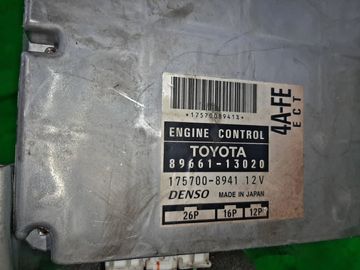 *1757008941*
4A-FE
ECT
ENGINE CONTROL
TOYOTA
89661-13020
175700-8941 12V
DENSO MADE IN JAPAN
26P 16P 12P